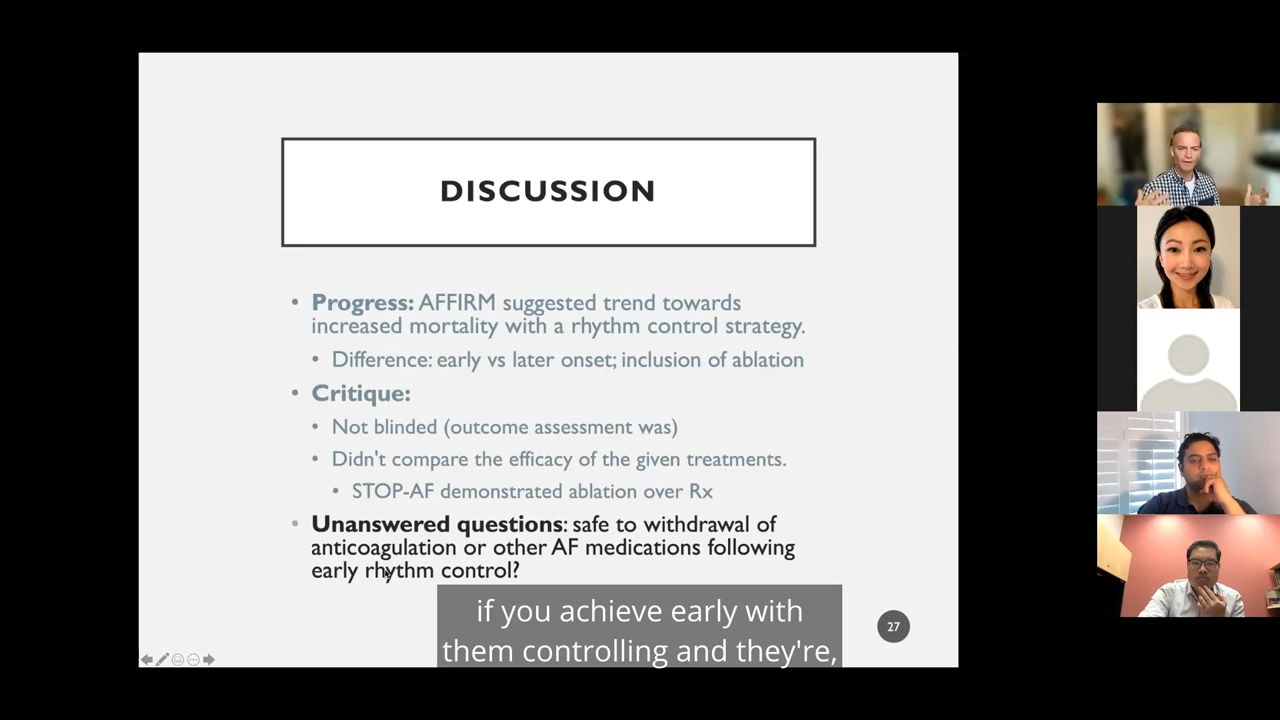 DISCUSSION
• Progress: AFFIRM suggested trend towards
increased mortality with a rhythm control strategy.
• Difference: early vs later onset; inclusion of ablation
• Critique:
• Not blinded (outcome assessment was)
• Didn't compare the efficacy of the given treatments.
• STOP-AF demonstrated ablation over Rx
• Unanswered questions: safe to withdrawal of
anticoagulation or other AF medications following
early rhythm control?
if you achieve early with
them controlling and they're,
27